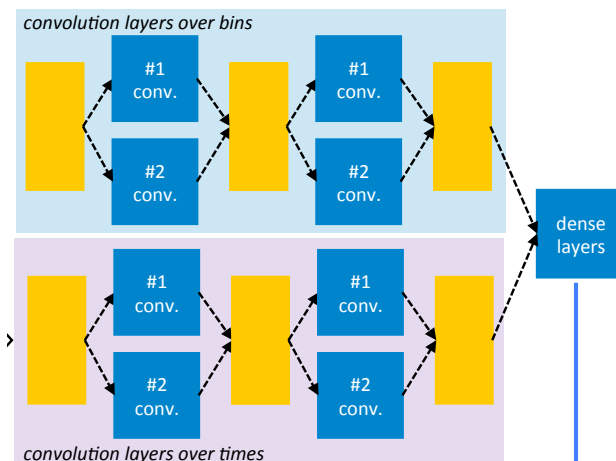 convolution layers over bins
#1
conv.
#1
conv.
#2
conv.
#2
conv.
dense
layers
#1
conv.
#1
conv.
#2
conv.
#2
conv.
convolution layers over times